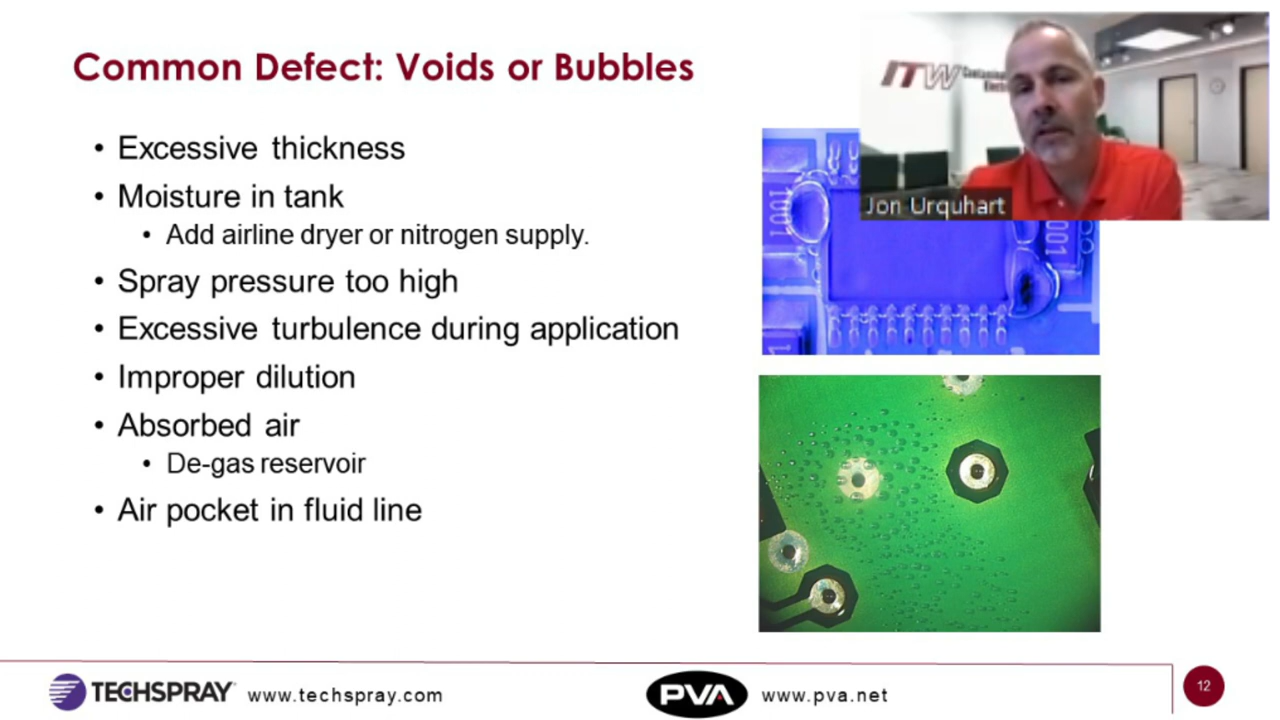 Common Defect: Voids or Bubbles
• Excessive thickness
• Moisture in tank
• Add airline dryer or nitrogen supply.
• Spray pressure too high
• Excessive turbulence during application
• Improper dilution
• Absorbed air
• De-gas reservoir
• Air pocket in fluid line
ITW
Jon Urquhart
1001
001
TECHSPRAY
www.techspray.com
PVA
www.pva.net
12